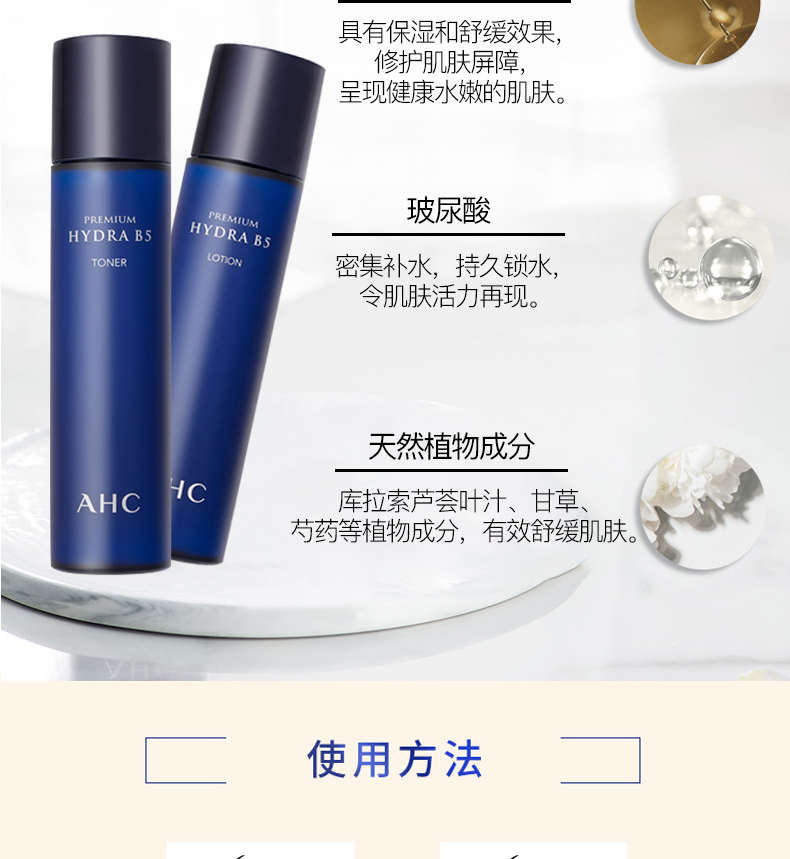 具有保湿和舒缓效果，
修护肌肤屏障，
呈现健康水嫩的肌肤。
PREMIUM
HYDRA B5
TONER
AHC
PREMIUM
HYDRA B5
LOTION
HC
玻尿酸
密集补水，持久锁水，
令肌肤活力再现。
天然植物成分
库拉索芦荟叶汁、甘草、
芍药等植物成分，有效舒缓肌肤。
使用方法